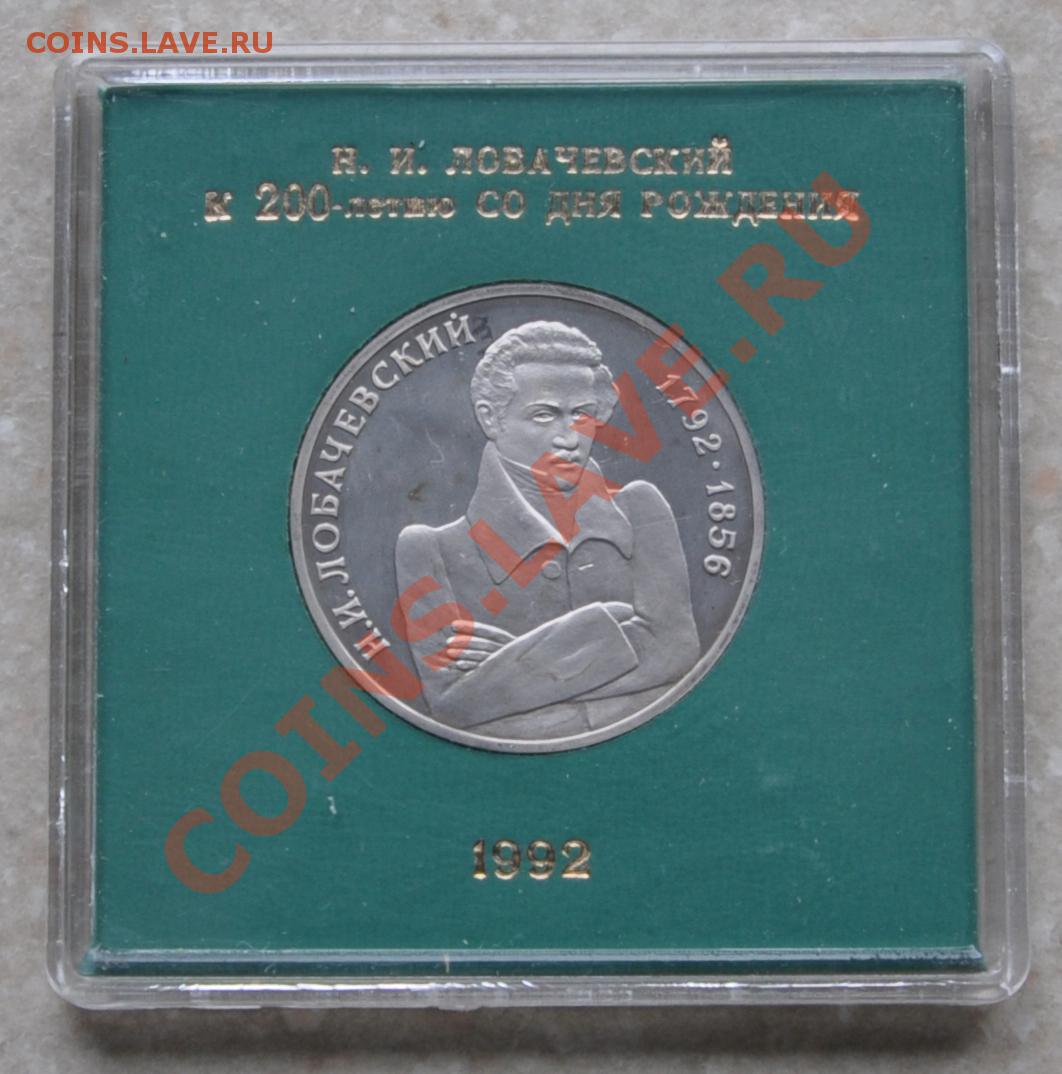 COINS.LAVE.RU
Н. И. ЛОБАЧЕВСКИЙ
К 200-летию СО ДНЯ РОЖДЕНИЯ
Н.И.ЛОБАЧЕВСКИЙ
1792·1856
COINS.LAVE.RU
1992